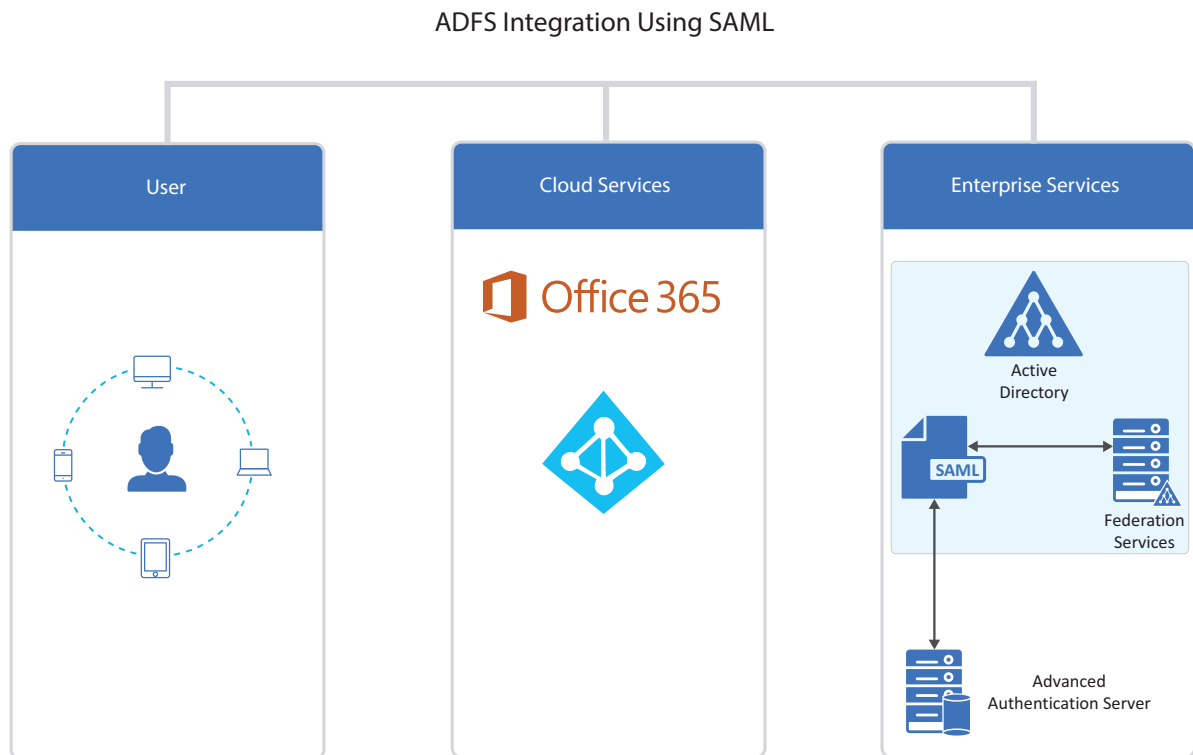 ADFS Integration Using SAML
User
Cloud Services
Enterprise Services
Office 365
Active
Directory
SAML
Federation
Services
Advanced
Authentication Server